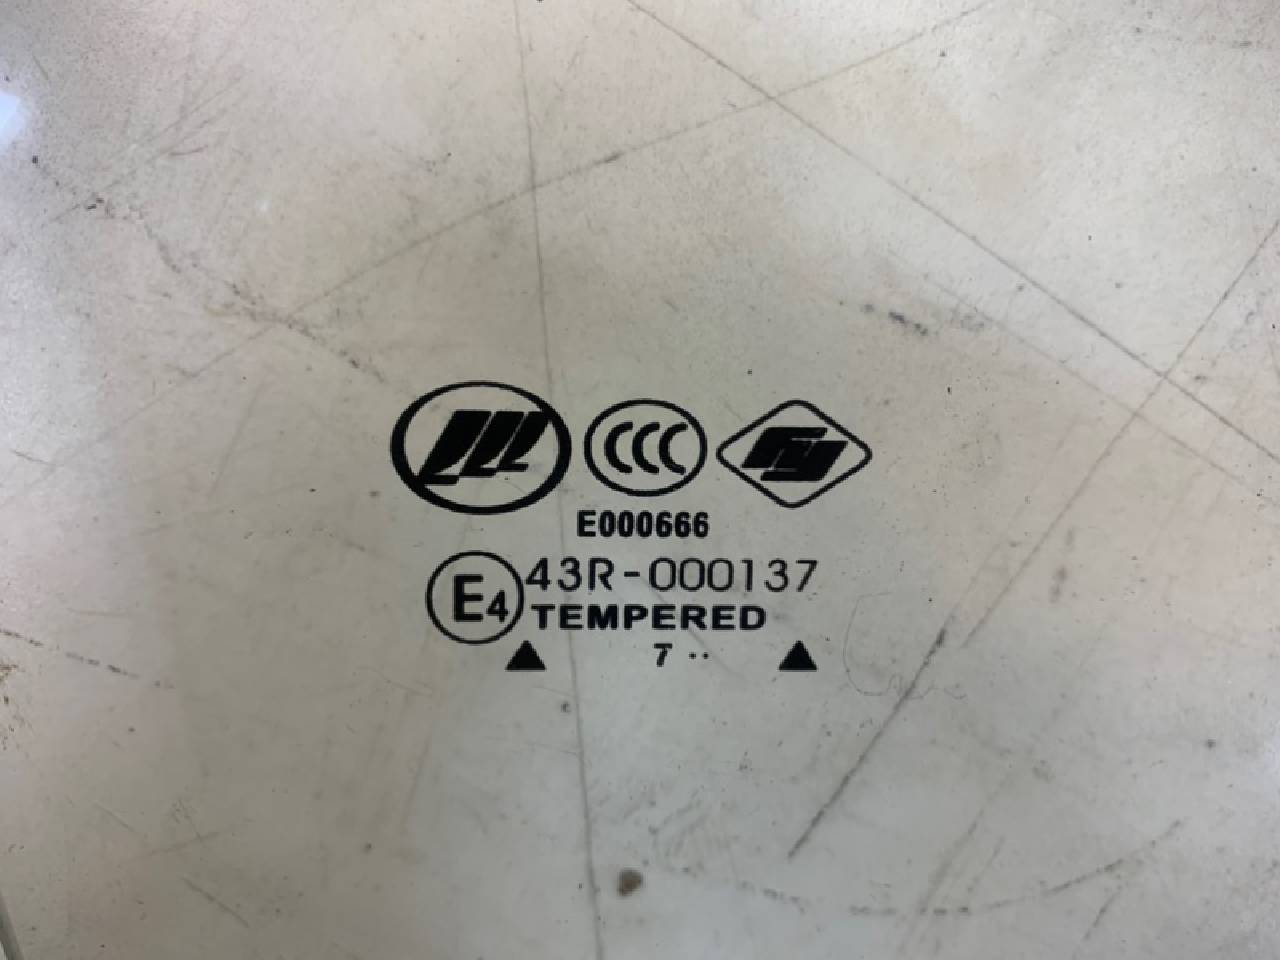 CCC
E000666
E4 43R-000137
TEMPERED
7 ··